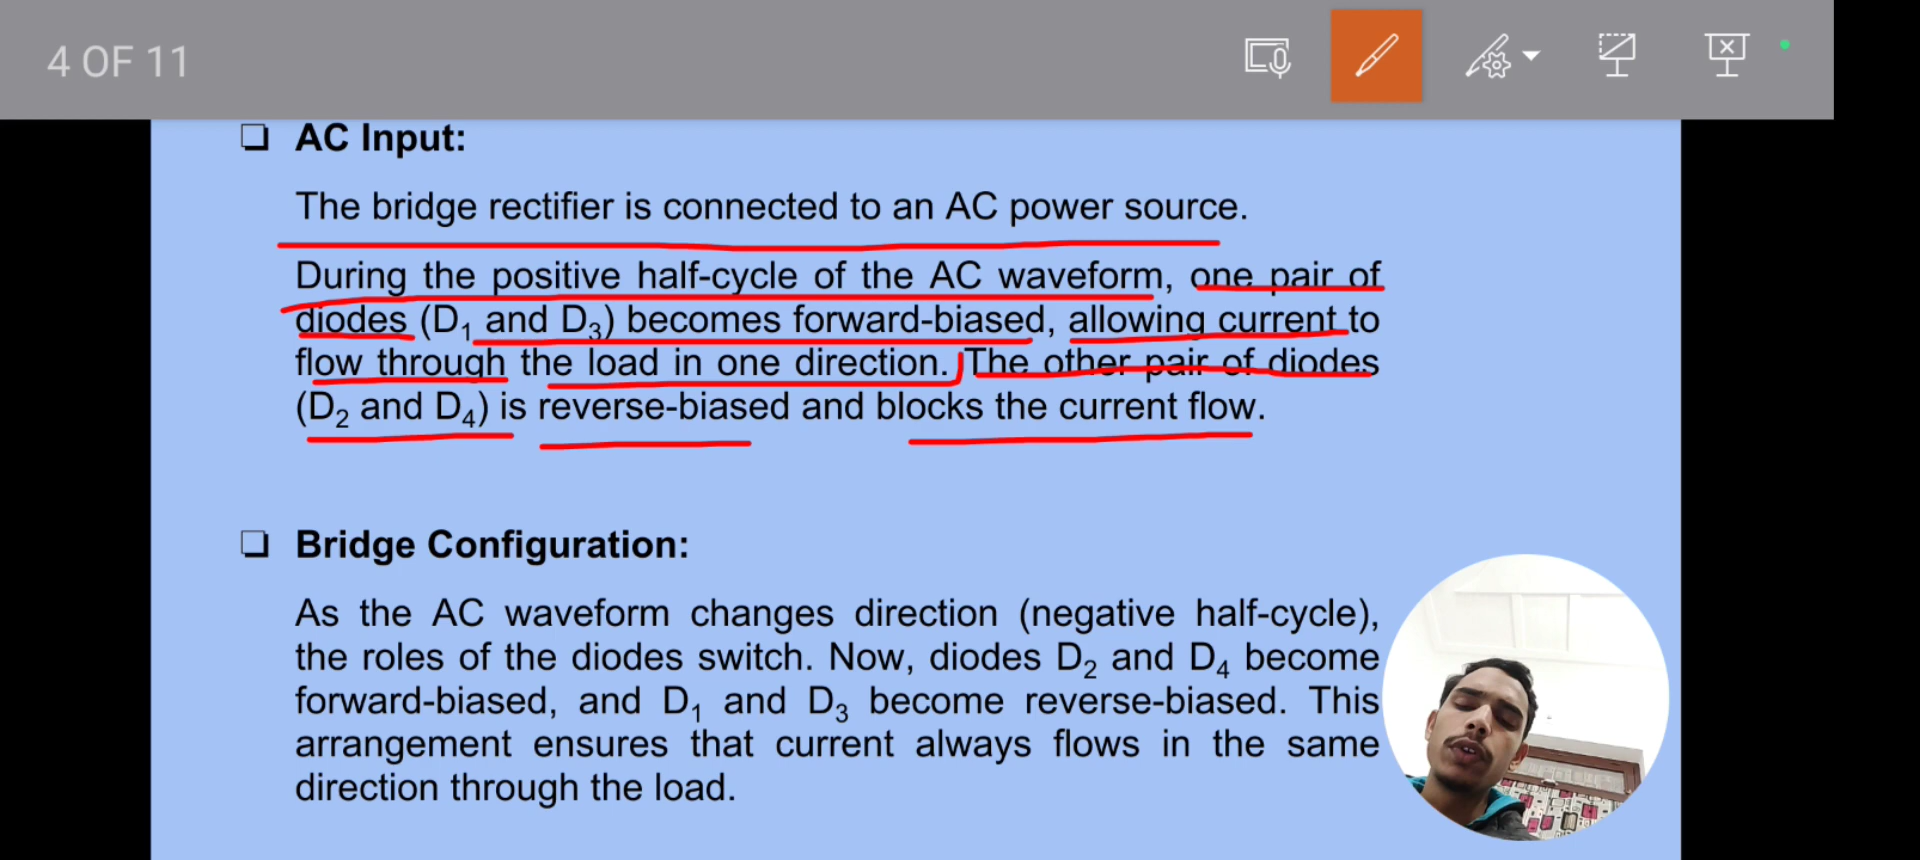 4 OF 11
AC Input:
The bridge rectifier is connected to an AC power source.
During the positive half-cycle of the AC waveform, one pair of
diodes (D₁ and D₃) becomes forward-biased, allowing current to
flow through the load in one direction. The other pair of diodes
(D₂ and D₄) is reverse-biased and blocks the current flow.
Bridge Configuration:
As the AC waveform changes direction (negative half-cycle),
the roles of the diodes switch. Now, diodes D₂ and D₄ become
forward-biased, and D₁ and D₃ become reverse-biased. This
arrangement ensures that current always flows in the same
direction through the load.